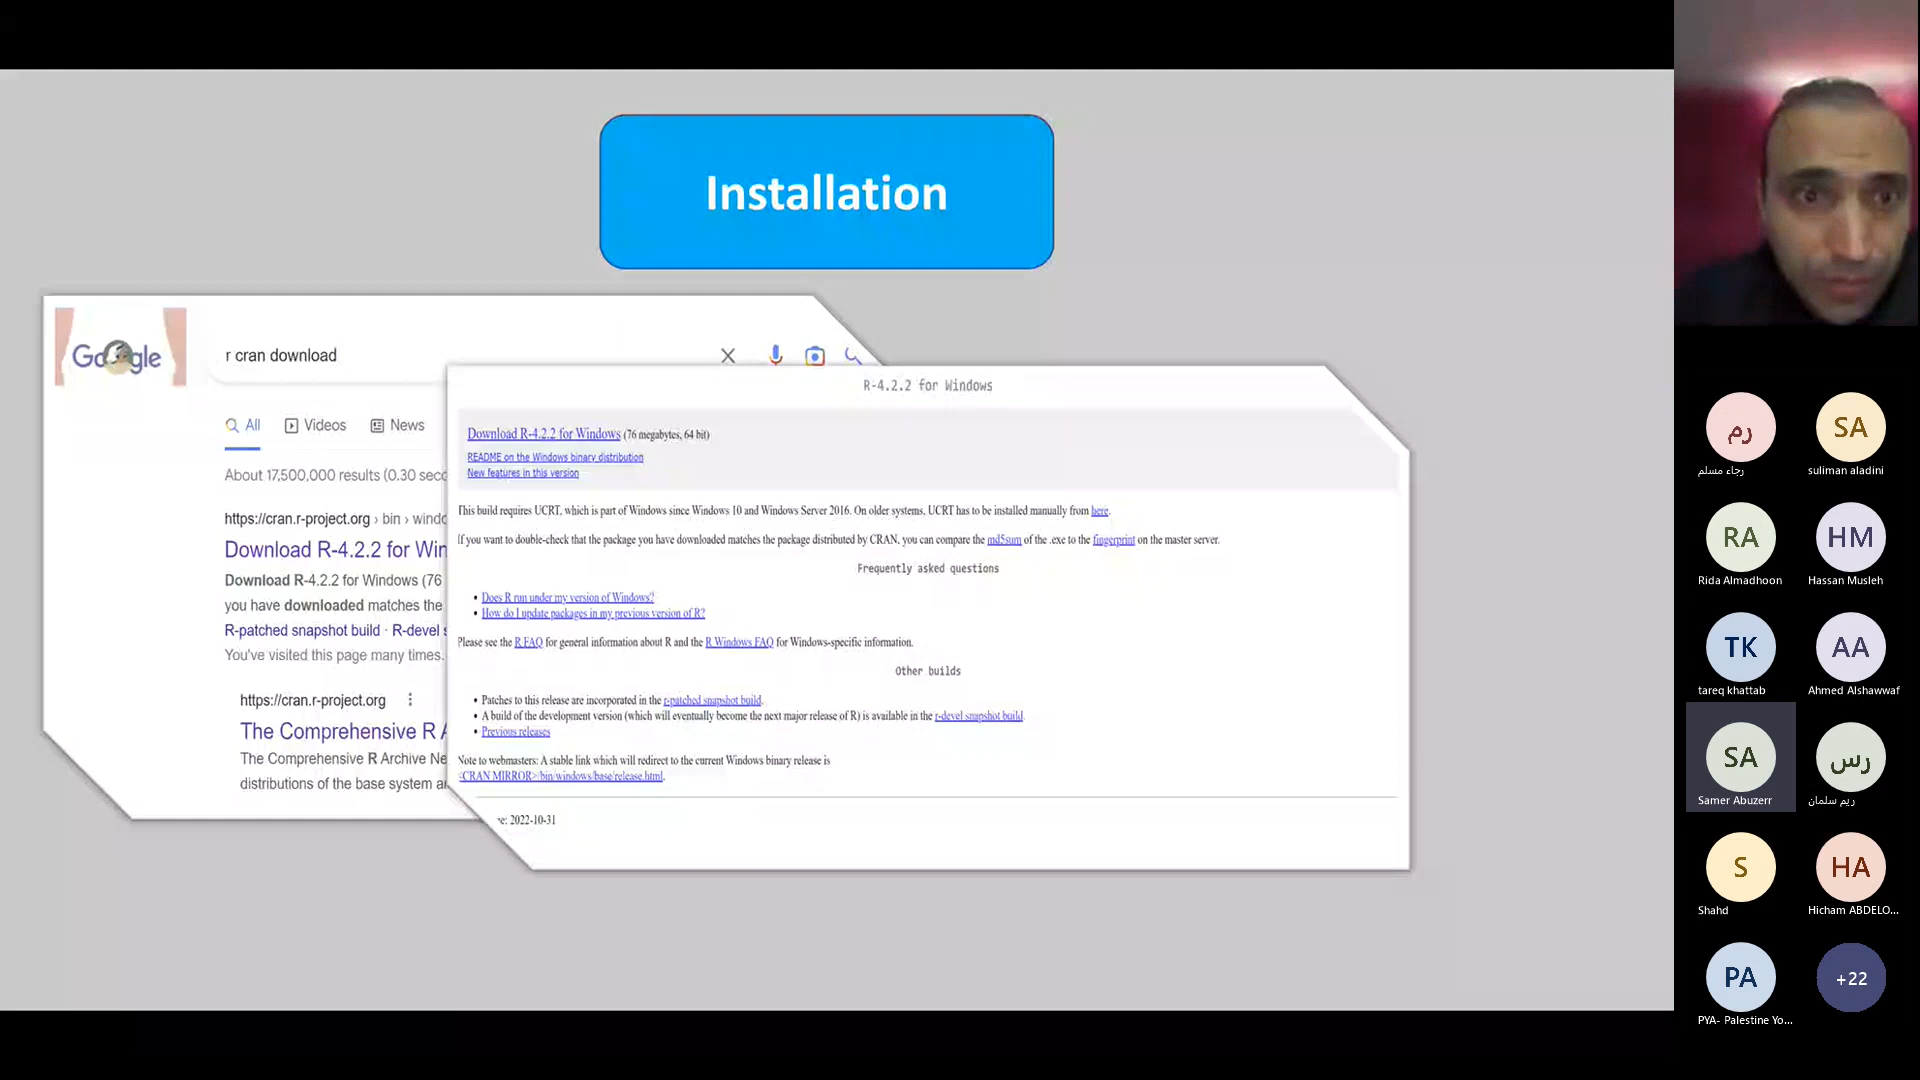 Installation
Google
r cran download
All
Videos
News
About 17,500,000 results (0.30 sec
https://cran.r-project.org › bin › windo
Download R-4.2.2 for Win
Download R-4.2.2 for Windows (76
you have downloaded matches the
R-patched snapshot build · R-devel s
You've visited this page many times.
https://cran.r-project.org
The Comprehensive R A
The Comprehensive R Archive Ne
distributions of the base system a
R-4.2.2 for Windows
Download R-4.2.2 for Windows (76 megabytes, 64 bit)
README on the Windows binary distribution
New features in this version
This build requires UCRT, which is part of Windows since Windows 10 and Windows Server 2016. On older systems, UCRT has to be installed manually from here.
If you want to double-check that the package you have downloaded matches the package distributed by CRAN, you can compare the md5sum of the .exe to the fingerprint on the master server.
Frequently asked questions
• Does R run under my version of Windows?
• How do I update packages in my previous version of R?
Please see the R FAQ for general information about R and the R Windows FAQ for Windows-specific information.
Other builds
• Patches to this release are incorporated in the r-patched snapshot build.
• A build of the development version (which will eventually become the next major release of R) is available in the r-devel snapshot build.
• Previous releases
Note to webmasters: A stable link which will redirect to the current Windows binary release is
<CRAN MIRROR>/bin/windows/base/release.html.
e: 2022-10-31
رم
رجاء مسلم
SA
suliman aladini
RA
Rida Almadhoon
HM
Hassan Musleh
TK
tareq khattab
AA
Ahmed Alshawwaf
SA
Samer Abuzerr
رس
ريم سلمان
S
Shahd
HA
Hicham ABDELO...
PA
PYA- Palestine Yo...
+22